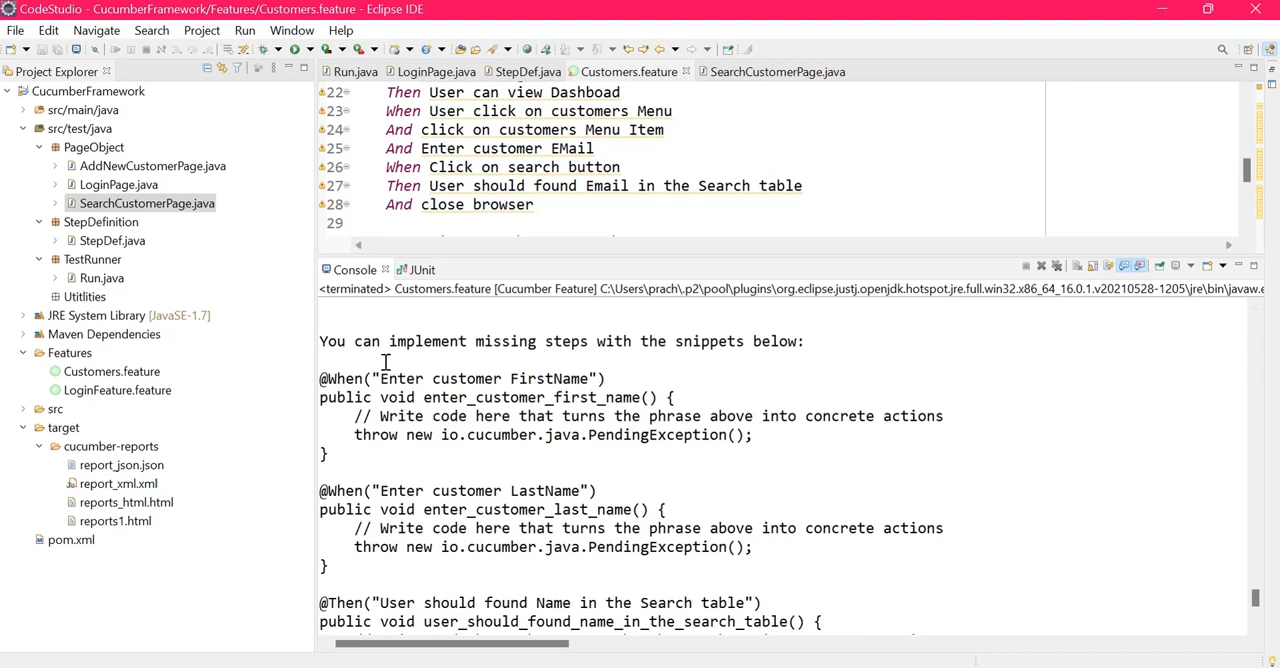 CodeStudio - CucumberFramework/Features/Customers.feature - Eclipse IDE
File Edit Navigate Search Project Run Window Help
Project Explorer
CucumberFramework
src/main/java
src/test/java
PageObject
AddNewCustomerPage.java
LoginPage.java
SearchCustomerPage.java
StepDefinition
StepDef.java
TestRunner
Run.java
Utitlities
JRE System Library [JavaSE-1.7]
Maven Dependencies
Features
Customers.feature
LoginFeature.feature
src
target
cucumber-reports
report_json.json
report_xml.xml
reports_html.html
reports1.html
pom.xml
Run.java LoginPage.java StepDef.java Customers.feature SearchCustomerPage.java
22 Then User can view Dashboad
23 When User click on customers Menu
24 And click on customers Menu Item
25 And Enter customer EMail
26 When Click on search button
27 Then User should found Email in the Search table
28 And close browser
29
Console JUnit
<terminated> Customers.feature [Cucumber Feature] C:\Users\prach\.p2\pool\plugins\org.eclipse.justj.openjdk.hotspot.jre.full.win32.x86_64_16.0.1.v20210528-1205\jre\bin\javaw.e
You can implement missing steps with the snippets below:
@When("Enter customer FirstName")
public void enter_customer_first_name() {
// Write code here that turns the phrase above into concrete actions
throw new io.cucumber.java.PendingException();
}
@When("Enter customer LastName")
public void enter_customer_last_name() {
// Write code here that turns the phrase above into concrete actions
throw new io.cucumber.java.PendingException();
}
@Then("User should found Name in the Search table")
public void user_should_found_name_in_the_search_table() {